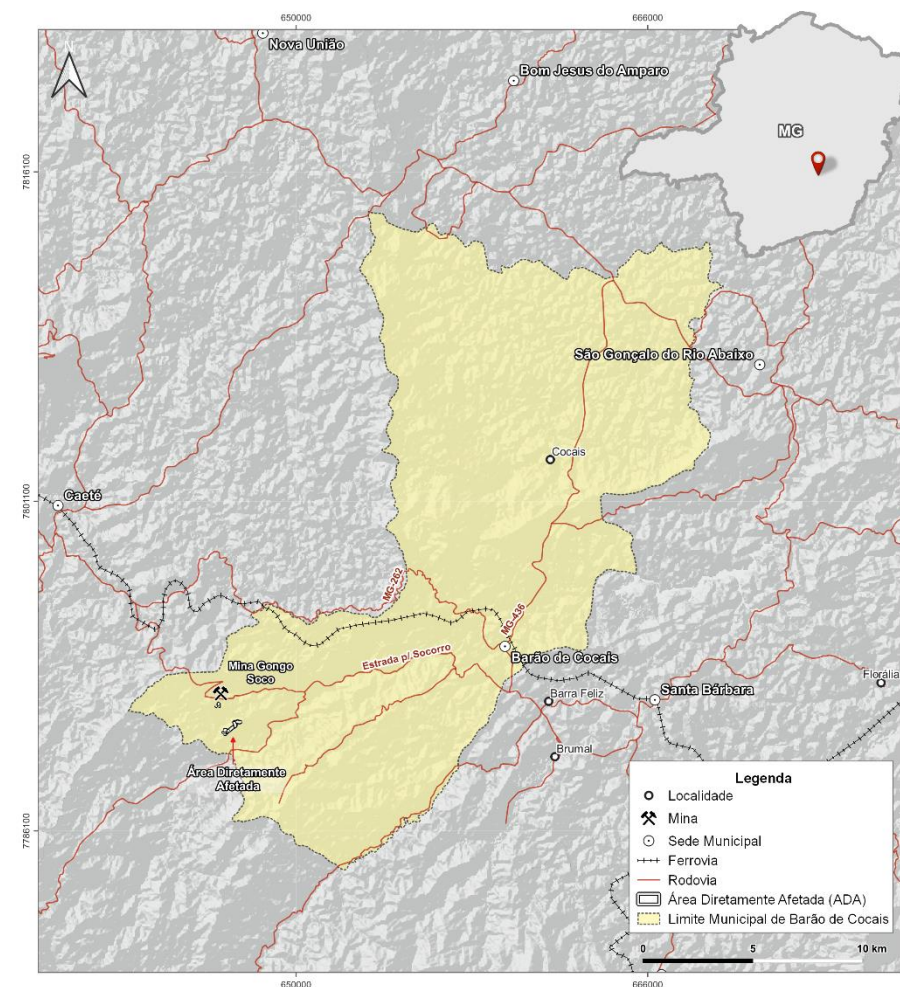 650000
666000
Nova União
Bom Jesus do Amparo
MG
7816100
7816100
São Gonçalo do Rio Abaixo
Cocais
Caeté
7801100
7801100
MG-262
MG-436
Estrada p/ Socorro
Barão de Cocais
Mina Gongo
Soco
Santa Bárbara
Florália
Barra Feliz
Brumal
Área Diretamente
Afetada
7786100
7786100
Legenda
Localidade
Mina
Sede Municipal
Ferrovia
Rodovia
Área Diretamente Afetada (ADA)
Limite Municipal de Barão de Cocais
0 5 10 km
650000
666000